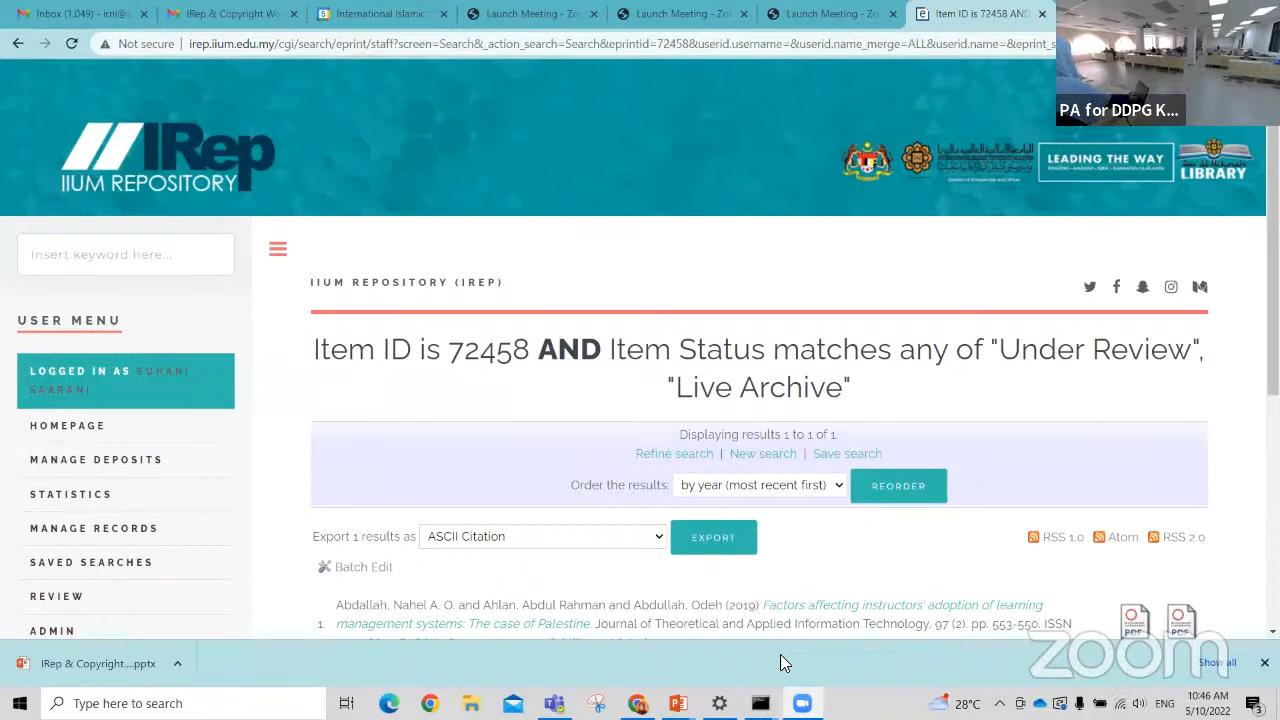 Inbox (20) - irni@
IIUM Copyright Wo
International Islamic
Launch Meeting - Zo
Launch Meeting - Zo
Launch Meeting - Zo
Item ID is 72458 AND
Not secure | irep.iium.edu.my/cgi/search/eprint/staff?screen=Search&_action_search=Search&eprintid=72458&userid.username=&userid.name_merge=ALL&userid.name=&eprint_s
PA for DDPG K...
IRep
IIUM REPOSITORY
LEADING THE WAY
LIBRARY
Insert keyword here...
IIUM REPOSITORY (IREP)
USER MENU
Item ID is 72458 AND Item Status matches any of "Under Review",
"Live Archive"
LOGGED IN AS SUHANI
SAARANI
HOMEPAGE
MANAGE DEPOSITS
STATISTICS
MANAGE RECORDS
SAVED SEARCHES
REVIEW
ADMIN
Displaying results 1 to 1 of 1.
Refine search | New search | Save search
Order the results: by year (most recent first) REORDER
Export 1 results as ASCII Citation EXPORT
RSS 1.0 Atom RSS 2.0
Batch Edit
Abdallah, Nahel A. O. and Ahlan, Abdul Rahman and Abdullah, Odeh (2019) Factors affecting instructors' adoption of learning
1. management systems: The case of Palestine. Journal of Theoretical and Applied Information Technology, 97 (2). pp. 553-550. ISSN
PDF PDF
zoom
IRep & Copyright....pptx
Show all
Type here to search
28°C
ENG
10:46 AM
5/10/2022